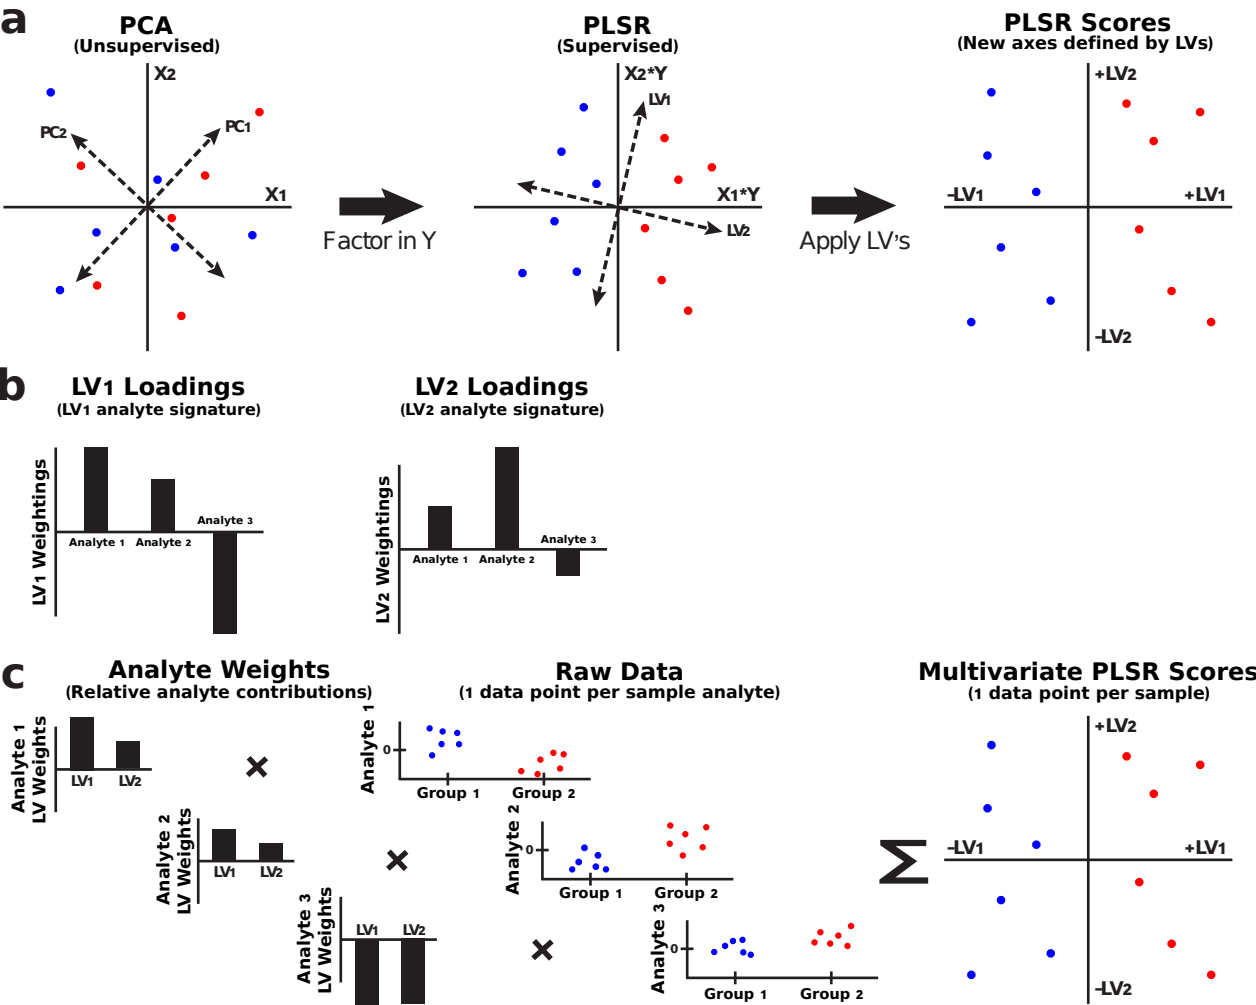 a
PCA
(Unsupervised)
X2
PC2
PC1
X1
Factor in Y
PLSR
(Supervised)
X2*Y
LV1
X1*Y
LV2
Apply LV's
PLSR Scores
(New axes defined by LVs)
+LV2
−LV1
+LV1
−LV2
b
LV1 Loadings
(LV1 analyte signature)
LV1 Weightings
Analyte 3
Analyte 1
Analyte 2
LV2 Loadings
(LV2 analyte signature)
LV2 Weightings
Analyte 3
Analyte 1
Analyte 2
c
Analyte Weights
(Relative analyte contributions)
Analyte 1
LV Weights
LV1
LV2
×
Analyte 2
LV Weights
LV1
LV2
×
Analyte 3
LV Weights
LV1
LV2
×
Raw Data
(1 data point per sample analyte)
Analyte 1
0
Group 1
Group 2
Analyte 2
0
Group 1
Group 2
Analyte 3
0
Group 1
Group 2
Σ
Multivariate PLSR Scores
(1 data point per sample)
+LV2
−LV1
+LV1
−LV2